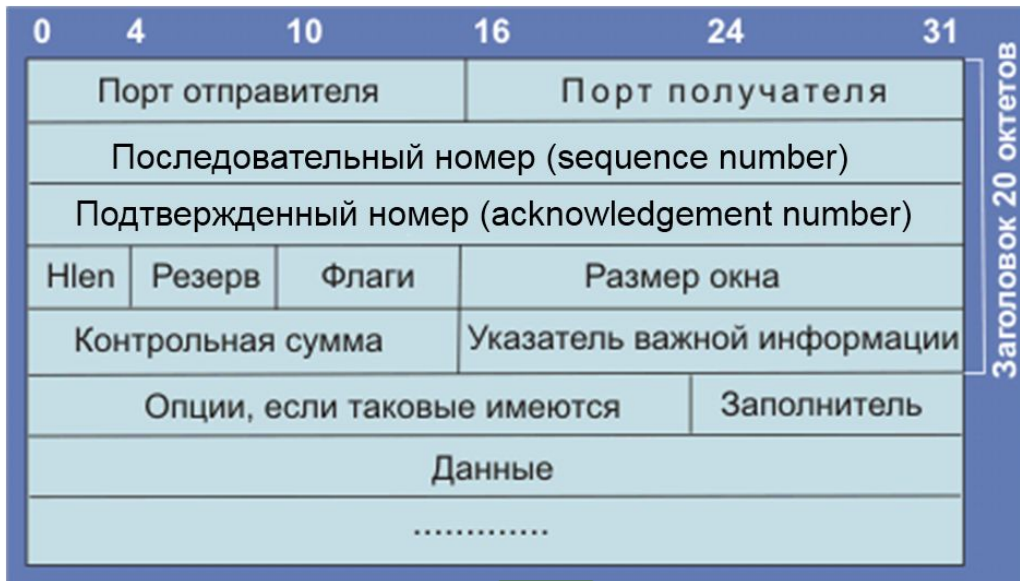 0 4 10 16 24 31
Порт отправителя Порт получателя
Последовательный номер (sequence number)
Подтвержденный номер (acknowledgement number)
Hlen Резерв Флаги Размер окна
Контрольная сумма Указатель важной информации
Опции, если таковые имеются Заполнитель
Данные
.............
Заголовок 20 октетов